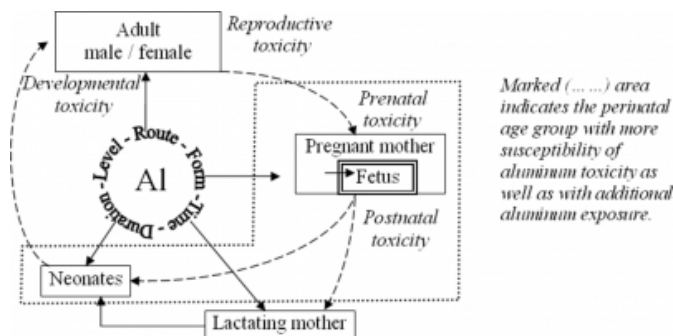 Adult
male / female
Reproductive
toxicity
Developmental
toxicity
Prenatal
toxicity
Pregnant mother
Fetus
Level - Route - Form - Time - Duration -
Al
Postnatal
toxicity
Neonates
Lactating mother
Marked (... ...) area
indicates the perinatal
age group with more
susceptibility of
aluminum toxicity as
well as with additional
aluminum exposure.